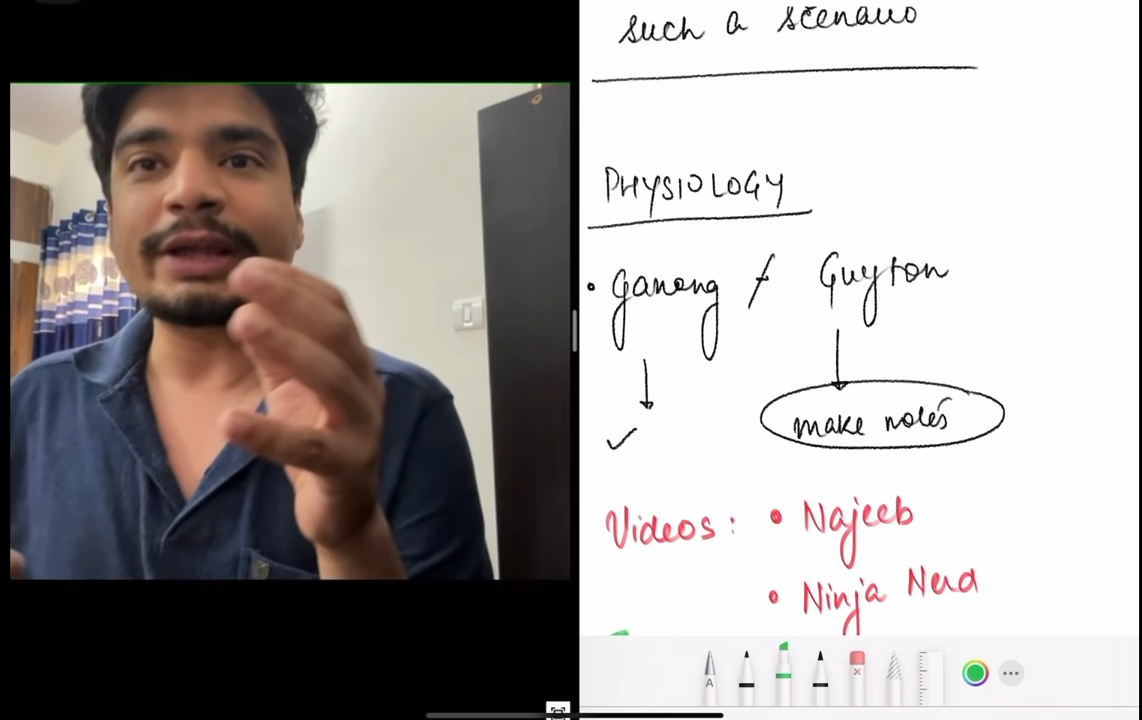 such a scenario
PHYSIOLOGY
• Ganong / Guyton
make notes
Videos: • Najeeb
• Ninja Nerd
A